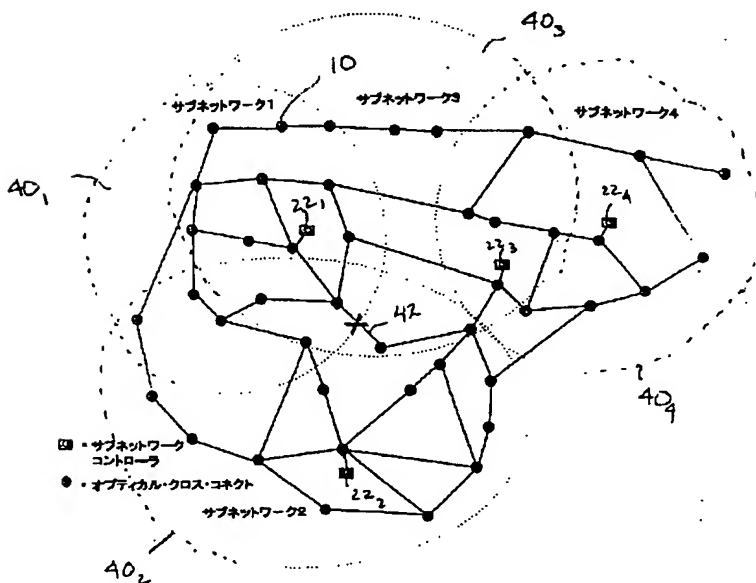 40₃
10
サブネットワーク1
サブネットワーク3
サブネットワーク4
40₁
22₁
22₄
22₃
42
40₄
・サブネットワーク
コントローラ
・オプティカル・クロス・コネクト
22₂
サブネットワーク2
40₂